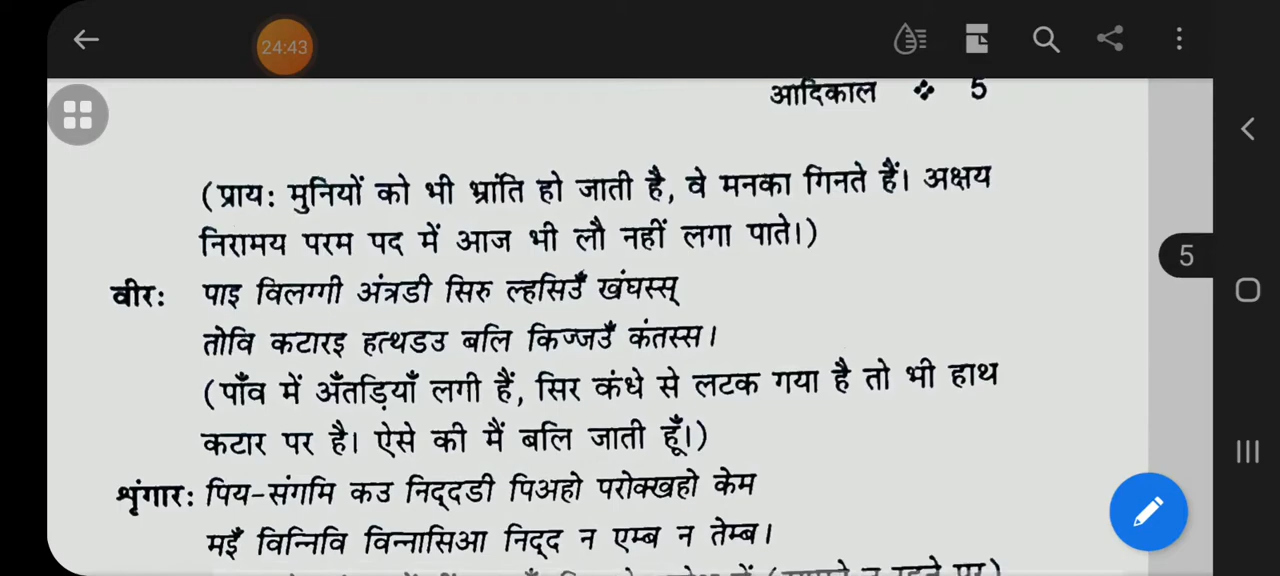 24:43
आदिकाल ❖ 5
(प्राय: मुनियों को भी भ्रांति हो जाती है, वे मनका गिनते हैं। अक्षय
निरामय परम पद में आज भी लौ नहीं लगा पाते।)
5
वीर: पाइ विलग्गी अंत्रडी सिरु ल्हसिउँ खंघस्स्
तोवि कटारइ हत्थडउ बलि किज्जउँ कंतस्स।
(पाँव में अँतड़ियाँ लगी हैं, सिर कंधे से लटक गया है तो भी हाथ
कटार पर है। ऐसे की मैं बलि जाती हूँ।)
शृंगार: पिय-संगमि कउ निद्दडी पिअहो परोक्खहो केम
मइँ विन्निवि विन्नासिआ निद्द न एम्ब न तेम्ब।